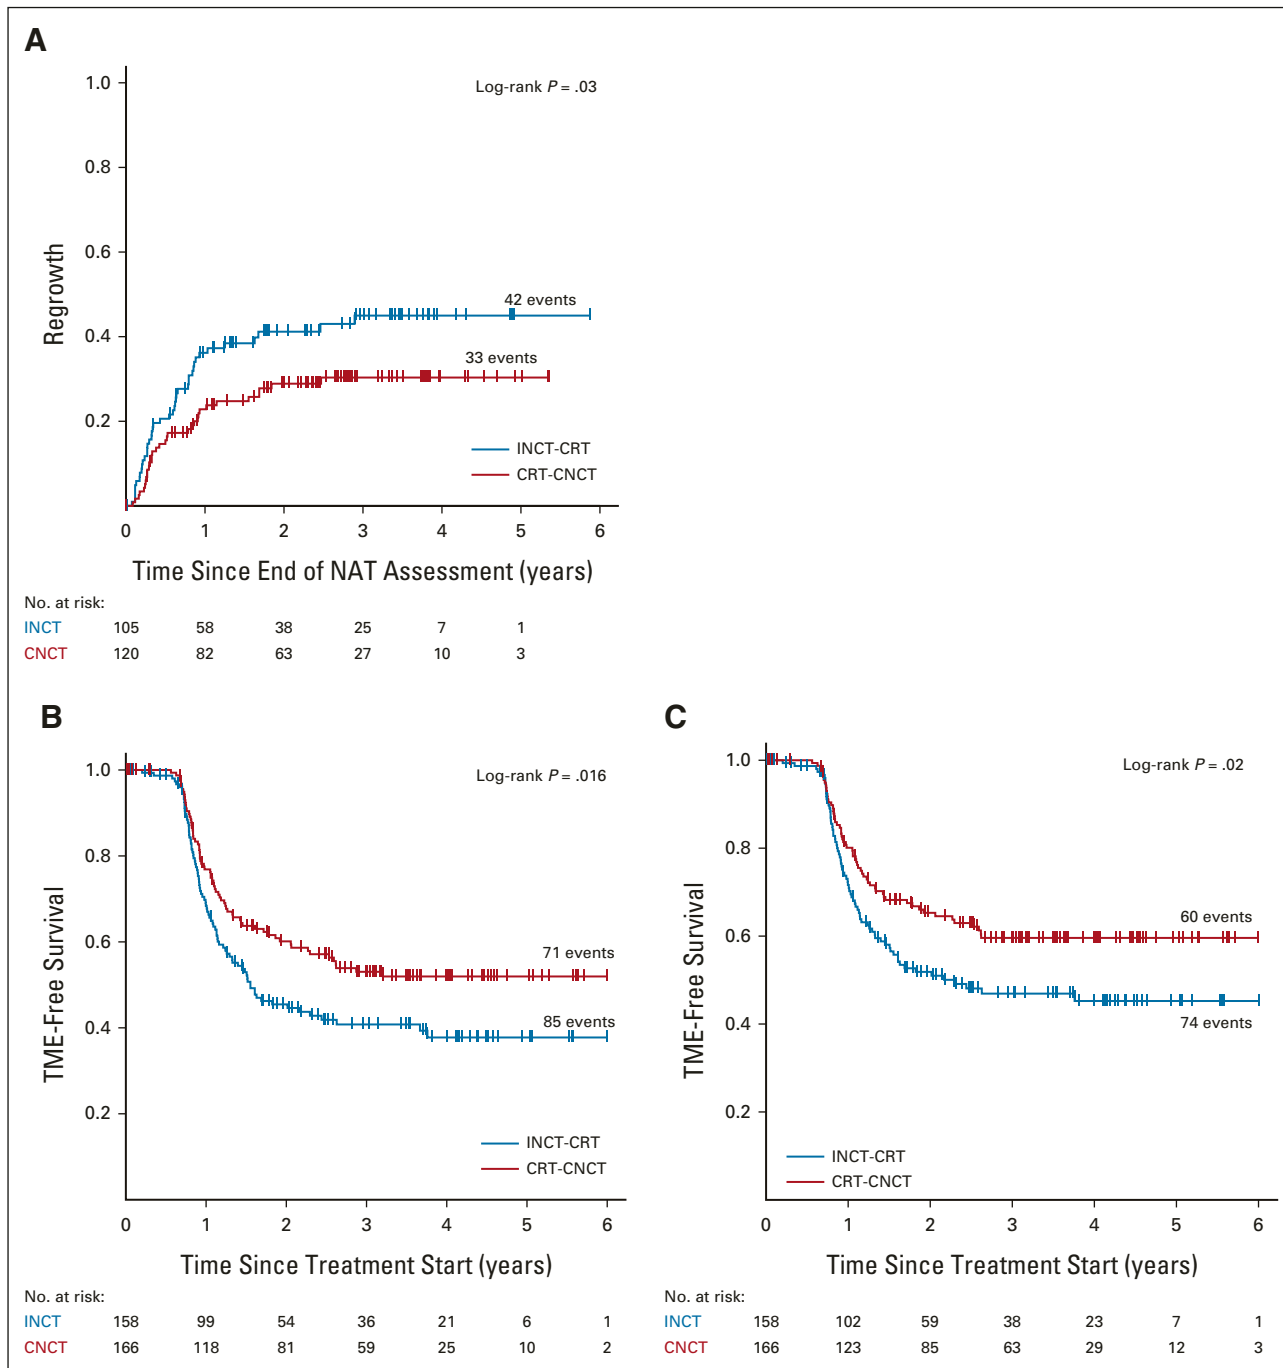 A
Log-rank P = .03
1.0
0.8
0.6
0.4
0.2
Regrowth
42 events
33 events
INCT-CRT
CRT-CNCT
0 1 2 3 4 5 6
Time Since End of NAT Assessment (years)
No. at risk:
INCT 105 58 38 25 7 1
CNCT 120 82 63 27 10 3
B
Log-rank P = .016
1.0
0.8
0.6
0.4
0.2
TME-Free Survival
71 events
85 events
INCT-CRT
CRT-CNCT
0 1 2 3 4 5 6
Time Since Treatment Start (years)
No. at risk:
INCT 158 99 54 36 21 6 1
CNCT 166 118 81 59 25 10 2
C
Log-rank P = .02
1.0
0.8
0.6
0.4
0.2
TME-Free Survival
60 events
74 events
INCT-CRT
CRT-CNCT
0 1 2 3 4 5 6
Time Since Treatment Start (years)
No. at risk:
INCT 158 102 59 38 23 7 1
CNCT 166 123 85 63 29 12 3